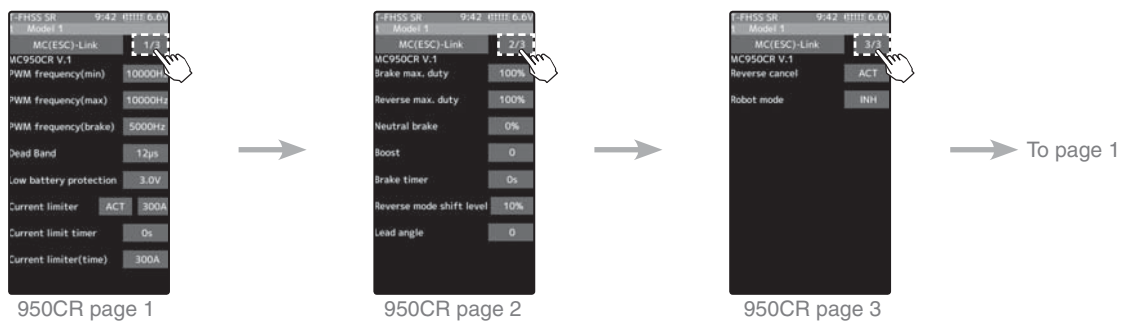 T-FHSS SR 9:42 6.6V
1 Model 1
MC(ESC)-Link 1/3
MC950CR V.1
PWM frequency(min) 10000Hz
PWM frequency(max) 10000Hz
PWM frequency(brake) 5000Hz
Dead Band 12μs
Low battery protection 3.0V
Current limiter ACT 300A
Current limit timer 0s
Current limiter(time) 300A
950CR page 1
T-FHSS SR 9:42 6.6V
1 Model 1
MC(ESC)-Link 2/3
MC950CR V.1
Brake max. duty 100%
Reverse max. duty 100%
Neutral brake 0%
Boost 0
Brake timer 0s
Reverse mode shift level 10%
Lead angle 0
950CR page 2
T-FHSS SR 9:42 6.6V
1 Model 1
MC(ESC)-Link 3/3
MC950CR V.1
Reverse cancel ACT
Robot mode INH
950CR page 3
To page 1